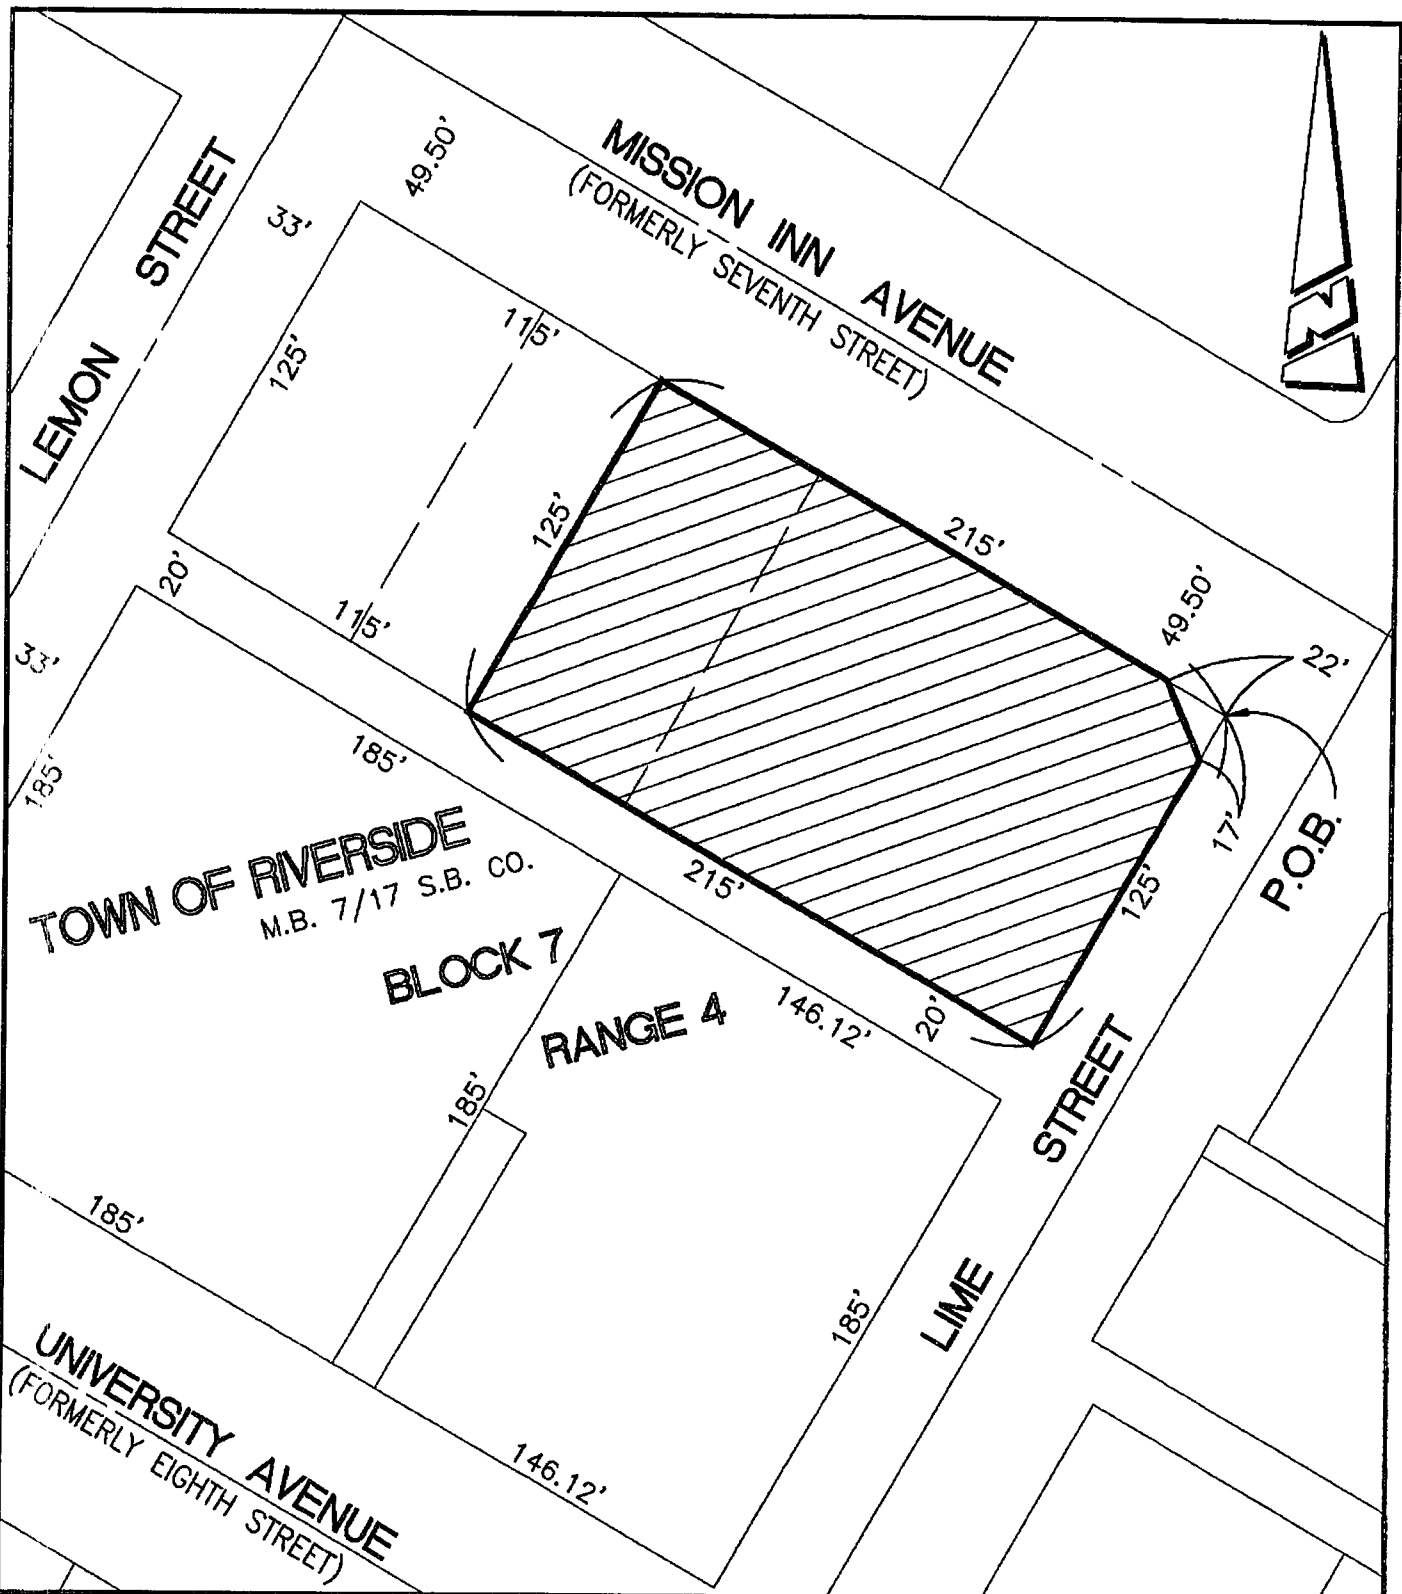 MISSION INN AVENUE
(FORMERLY SEVENTH STREET)
49.50'
LEMON STREET
33'
125'
115'
125'
215'
49.50'
22'
20'
115'
33'
185'
185'
17'
P.O.B.
125'
TOWN OF RIVERSIDE
M.B. 7/17 S.B. CO.
215'
BLOCK 7
RANGE 4
146.12'
20'
185'
LIME STREET
185'
185'
UNIVERSITY AVENUE
(FORMERLY EIGHTH STREET)
146.12'
N